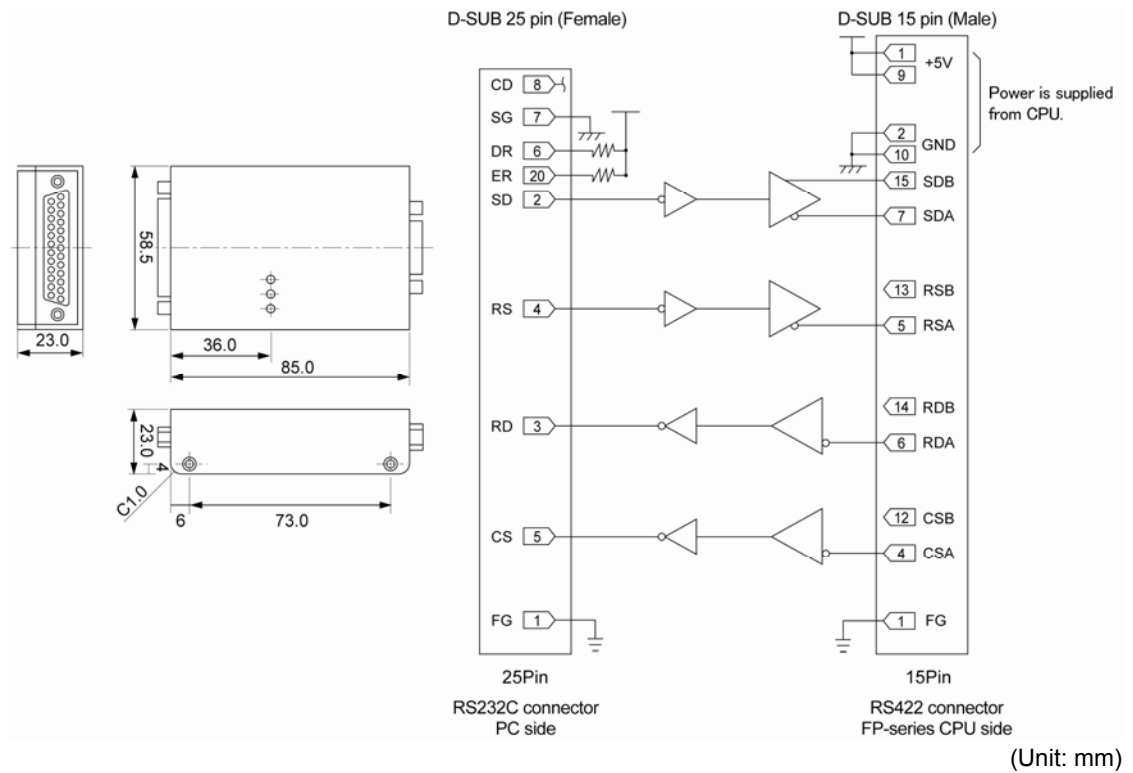 D-SUB 25 pin (Female)
D-SUB 15 pin (Male)
CD 8
SG 7
DR 6
ER 20
SD 2
RS 4
RD 3
CS 5
FG 1
1
+5V
9
Power is supplied
from CPU.
2
GND
10
15 SDB
7 SDA
13 RSB
5 RSA
14 RDB
6 RDA
12 CSB
4 CSA
1 FG
58.5
23.0
36.0
85.0
23.0
4
C1.0
6
73.0
25Pin
15Pin
RS232C connector
PC side
RS422 connector
FP-series CPU side
(Unit: mm)